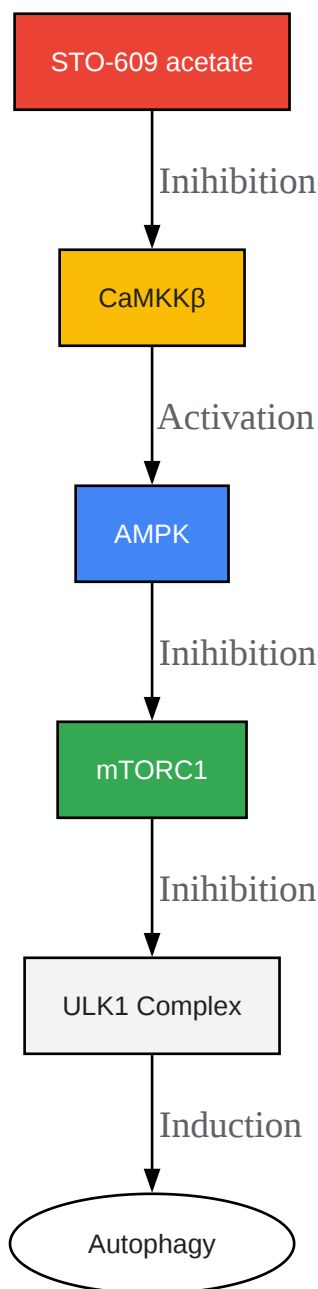 STO-609 acetate
Inihibition
CaMKKβ
Activation
AMPK
Inihibition
mTORC1
Inihibition
ULK1 Complex
Induction
Autophagy